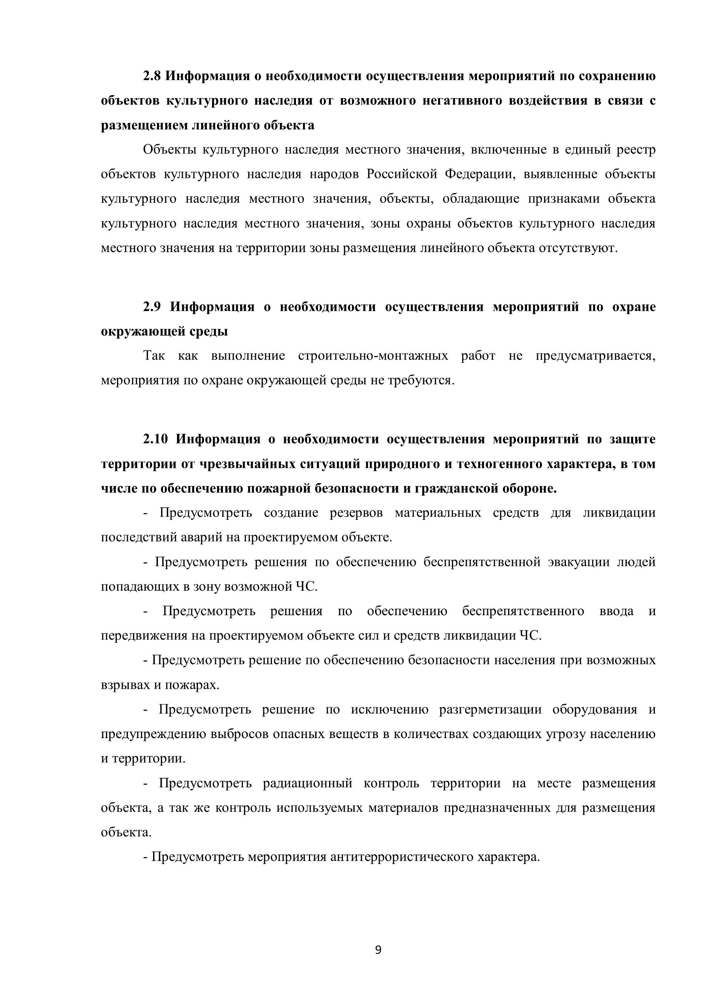 2.8 Информация о необходимости осуществления мероприятий по сохранению
объектов культурного наследия от возможного негативного воздействия в связи с
размещением линейного объекта
Объекты культурного наследия местного значения, включенные в единый реестр
объектов культурного наследия народов Российской Федерации, выявленные объекты
культурного наследия местного значения, объекты, обладающие признаками объекта
культурного наследия местного значения, зоны охраны объектов культурного наследия
местного значения на территории зоны размещения линейного объекта отсутствуют.
2.9 Информация о необходимости осуществления мероприятий по охране
окружающей среды
Так как выполнение строительно-монтажных работ не предусматривается,
мероприятия по охране окружающей среды не требуются.
2.10 Информация о необходимости осуществления мероприятий по защите
территории от чрезвычайных ситуаций природного и техногенного характера, в том
числе по обеспечению пожарной безопасности и гражданской обороне.
- Предусмотреть создание резервов материальных средств для ликвидации
последствий аварий на проектируемом объекте.
- Предусмотреть решения по обеспечению беспрепятственной эвакуации людей
попадающих в зону возможной ЧС.
- Предусмотреть решения по обеспечению беспрепятственного ввода и
передвижения на проектируемом объекте сил и средств ликвидации ЧС.
- Предусмотреть решение по обеспечению безопасности населения при возможных
взрывах и пожарах.
- Предусмотреть решение по исключению разгерметизации оборудования и
предупреждению выбросов опасных веществ в количествах создающих угрозу населению
и территории.
- Предусмотреть радиационный контроль территории на месте размещения
объекта, а так же контроль используемых материалов предназначенных для размещения
объекта.
- Предусмотреть мероприятия антитеррористического характера.
9